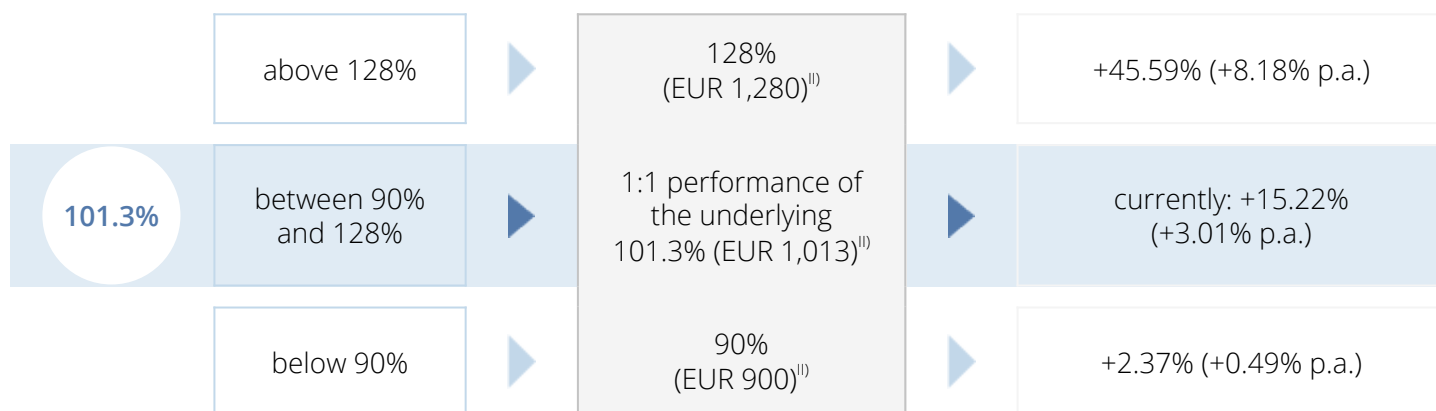 above 128%
128%
(EUR 1,280)II)
+45.59% (+8.18% p.a.)
101.3%
between 90%
and 128%
1:1 performance of
the underlying
101.3% (EUR 1,013)II)
currently: +15.22%
(+3.01% p.a.)
below 90%
90%
(EUR 900)II)
+2.37% (+0.49% p.a.)